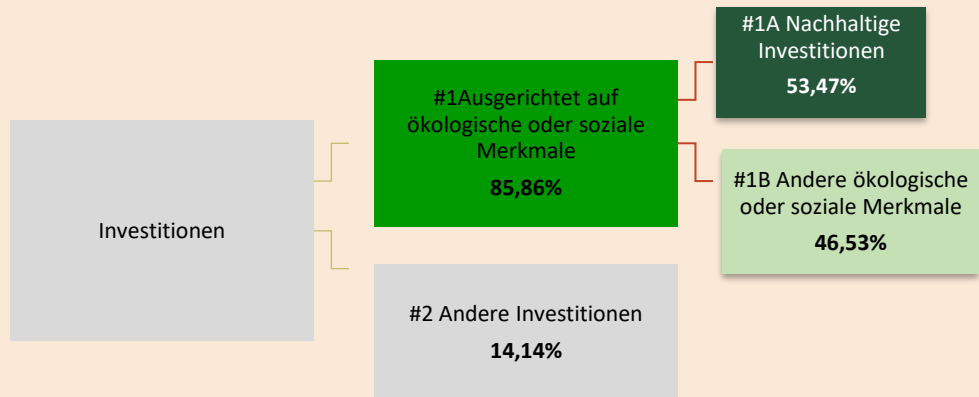 Investitionen
#1Ausgerichtet auf
ökologische oder soziale
Merkmale
85,86%
#2 Andere Investitionen
14,14%
#1A Nachhaltige
Investitionen
53,47%
#1B Andere ökologische
oder soziale Merkmale
46,53%